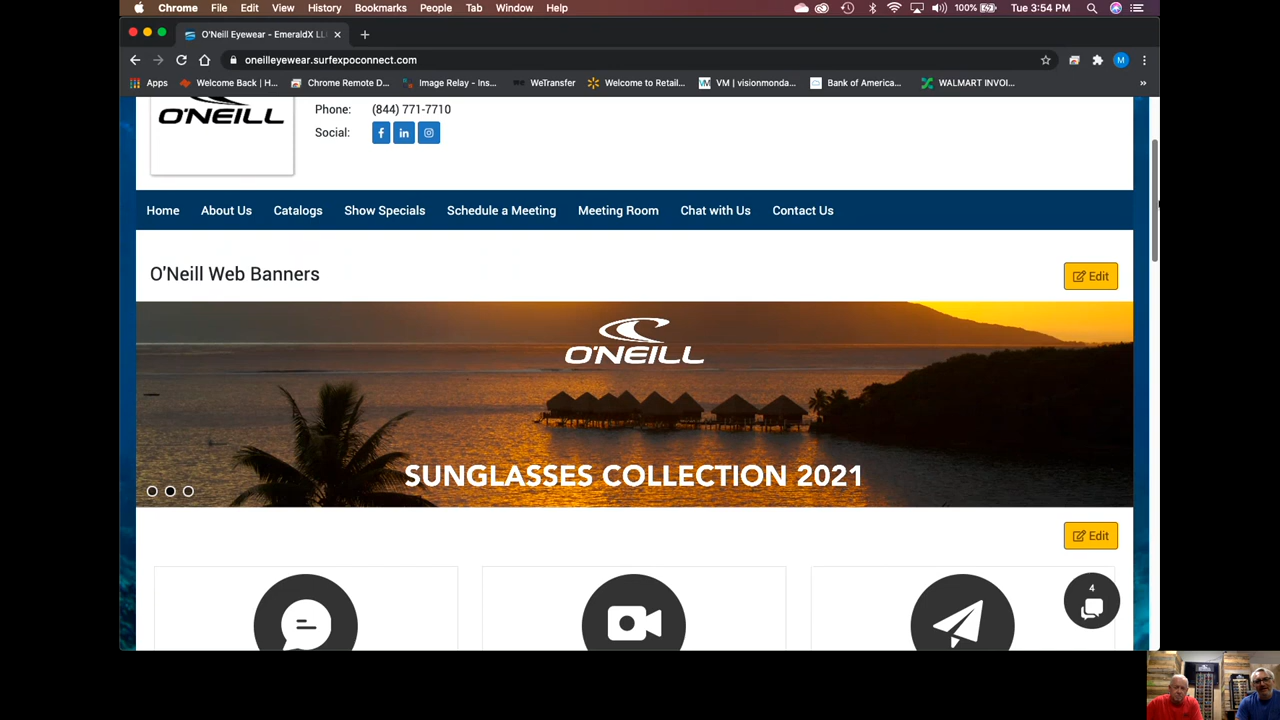 Chrome File Edit View History Bookmarks People Tab Window Help 100% Tue 3:54 PM
O'Neill Eyewear - EmeraldX LL
oneilleyewear.surfexpoconnect.com M
Apps Welcome Back | H... Chrome Remote D... Image Relay - Ins... we WeTransfer Welcome to Retail... VM VM | visionmonda... Bank of America... WALMART INVOI... »
O'NEILL
Phone: (844) 771-7710
Social:
Home About Us Catalogs Show Specials Schedule a Meeting Meeting Room Chat with Us Contact Us
O'Neill Web Banners
Edit
O'NEILL
SUNGLASSES COLLECTION 2021
Edit
4